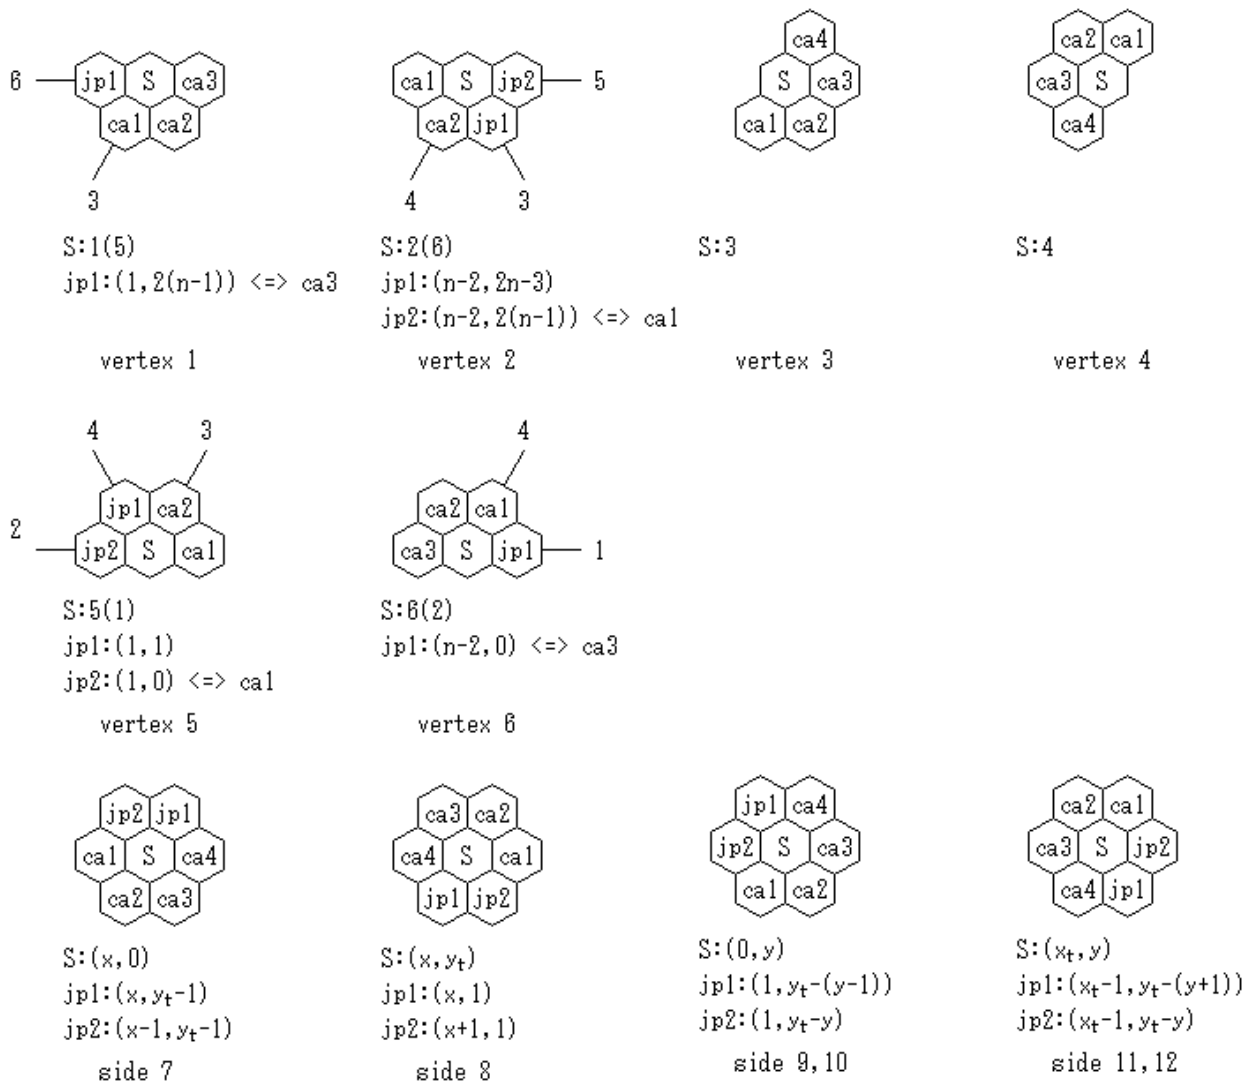 ca4 ca2 ca1
6 jp1 S ca3 ca1 S jp2 5 S ca3 ca3 S
ca1 ca2 ca2 jp1 ca1 ca2 ca4
3 4 3
S:1(5) S:2(6) S:3 S:4
jp1:(1,2(n-1)) <=> ca3 jp1:(n-2,2n-3)
jp2:(n-2,2(n-1)) <=> ca1
vertex 1 vertex 2 vertex 3 vertex 4
4 3 4
jp1 ca2 ca2 ca1
2 jp2 S ca1 ca3 S jp1 1
S:5(1) S:6(2)
jp1:(1,1) jp1:(n-2,0) <=> ca3
jp2:(1,0) <=> ca1
vertex 5 vertex 6
jp2 jp1 ca3 ca2 jp1 ca4 ca2 ca1
ca1 S ca4 ca4 S ca1 jp2 S ca3 ca3 S jp2
ca2 ca3 jp1 jp2 ca1 ca2 ca4 jp1
S:(x,0) S:(x,yt) S:(0,y) S:(xt,y)
jp1:(x,yt-1) jp1:(x,1) jp1:(1,yt-(y-1)) jp1:(xt-1,yt-(y+1))
jp2:(x-1,yt-1) jp2:(x+1,1) jp2:(1,yt-y) jp2:(xt-1,yt-y)
side 7 side 8 side 9,10 side 11,12